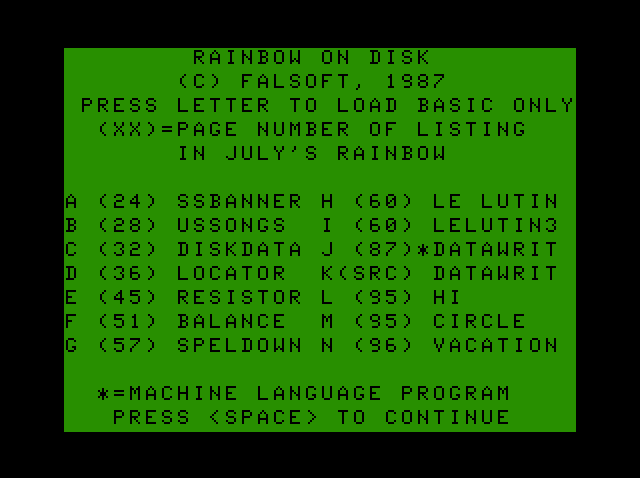 RAINBOW ON DISK
(C) FALSOFT, 1987
PRESS LETTER TO LOAD BASIC ONLY
(XX)=PAGE NUMBER OF LISTING
IN JULY'S RAINBOW
A (24) SSBANNER H (60) LE LUTIN
B (28) USSONGS I (60) LELUTIN3
C (32) DISKDATA J (87)*DATAWRIT
D (36) LOCATOR K(SRC) DATAWRIT
E (45) RESISTOR L (95) HI
F (51) BALANCE M (95) CIRCLE
G (57) SPELDOWN N (96) VACATION
*=MACHINE LANGUAGE PROGRAM
PRESS <SPACE> TO CONTINUE